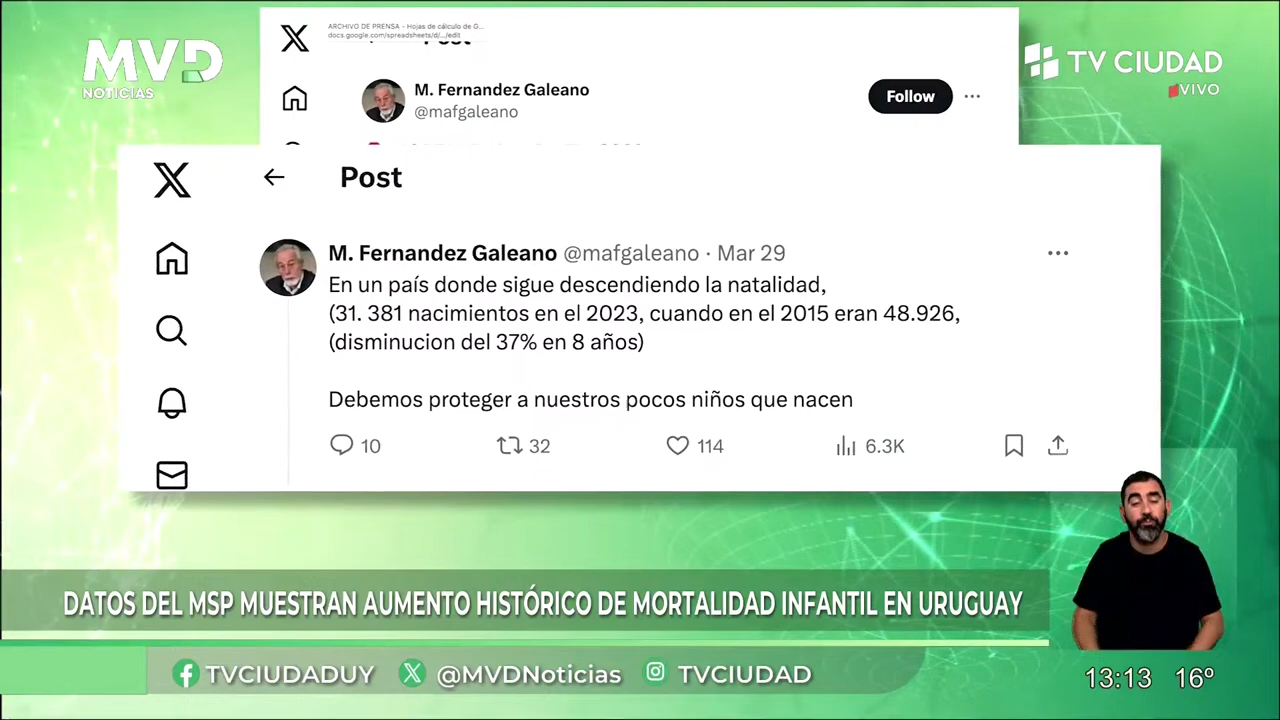 MVD
NOTICIAS
ARCHIVO DE PRENSA - Hojas de cálculo de G...
docs.google.com/spreadsheets/d/.../edit
Post
M. Fernandez Galeano
@mafgaleano
Follow
TV CIUDAD
VIVO
Post
M. Fernandez Galeano @mafgaleano · Mar 29
En un país donde sigue descendiendo la natalidad,
(31. 381 nacimientos en el 2023, cuando en el 2015 eran 48.926,
(disminucion del 37% en 8 años)
Debemos proteger a nuestros pocos niños que nacen
10 32 114 6.3K
DATOS DEL MSP MUESTRAN AUMENTO HISTÓRICO DE MORTALIDAD INFANTIL EN URUGUAY
TVCIUDADUY @MVDNoticias TVCIUDAD
13:13 16º